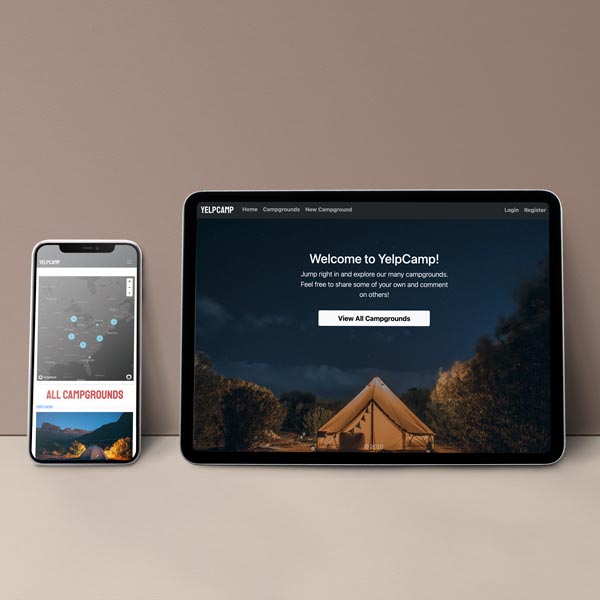 YELPCAMP
Home Campgrounds New Campground
Login Register
Welcome to YelpCamp!
Jump right in and explore our many campgrounds.
Feel free to share some of your own and comment
on others!
View All Campgrounds
© 2020
YELPCAMP
ALL CAMPGROUNDS